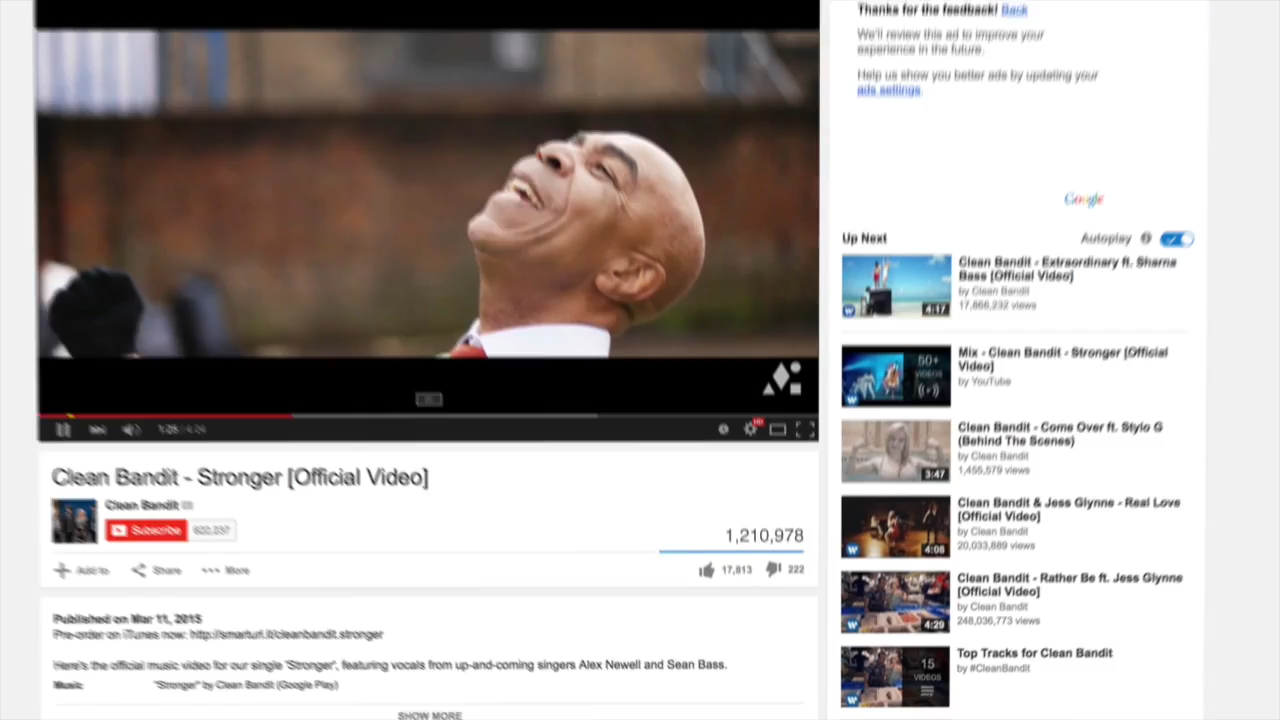 Clean Bandit - Stronger [Official Video]
Clean Bandit
Subscribe
1,210,978
Add to
Share
More
17,813
222
Published on Mar 11, 2015
Pre-order on iTunes now: http://smarturl.it/cleanbandit.stronger
Here's the official music video for our single 'Stronger', featuring vocals from up-and-coming singers Alex Newell and Sean Bass.
Music
"Stronger" by Clean Bandit (Google Play)
SHOW MORE
Thanks for the feedback! Back
We'll review this ad to improve your
experience in the future.
Help us show you better ads by updating your
ads settings.
Google
Up Next
Autoplay
Clean Bandit - Extraordinary ft. Sharna
Bass [Official Video]
by Clean Bandit
17,866,232 views
4:17
Mix - Clean Bandit - Stronger [Official
Video]
by YouTube
50+
VIDEOS
Clean Bandit - Come Over ft. Stylo G
(Behind The Scenes)
by Clean Bandit
1,456,579 views
3:47
Clean Bandit & Jess Glynne - Real Love
[Official Video]
by Clean Bandit
20,033,889 views
4:08
Clean Bandit - Rather Be ft. Jess Glynne
[Official Video]
by Clean Bandit
248,036,773 views
4:29
Top Tracks for Clean Bandit
by #CleanBandit
15
VIDEOS